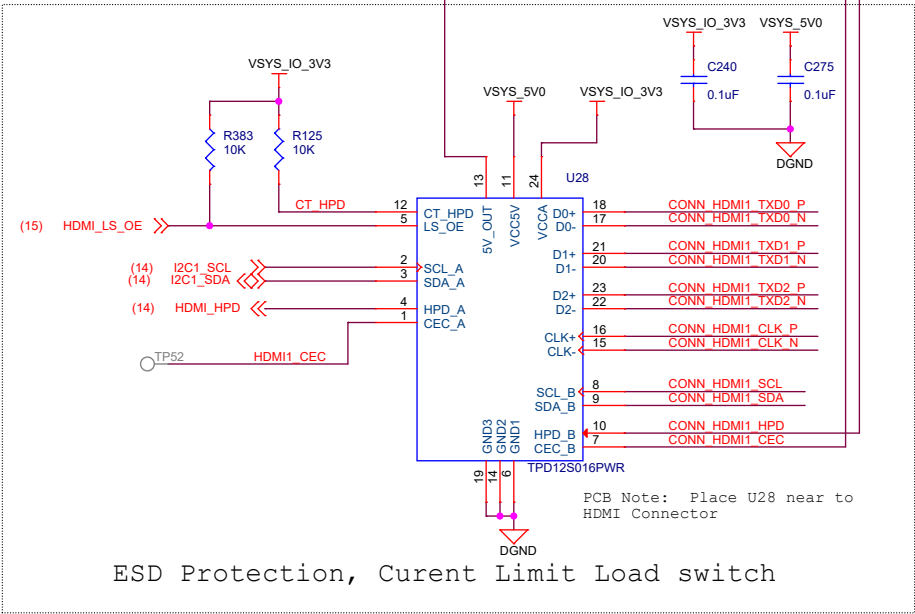 VSYS_IO_3V3 VSYS_5V0
C240 C275
0.1uF 0.1uF
DGND
VSYS_IO_3V3
R383 R125
10K 10K
VSYS_5V0 VSYS_IO_3V3
13 11 24 U28
CT_HPD 12 CT_HPD
(15) HDMI_LS_OE 5 LS_OE
5V_OUT VCC5V VCCA
(14) I2C1_SCL 2 SCL_A
(14) I2C1_SDA 3 SDA_A
(14) HDMI_HPD 4 HPD_A
1 CEC_A
TP52 HDMI1_CEC
D0+ 18 CONN_HDMI1_TXD0_P
D0- 17 CONN_HDMI1_TXD0_N
D1+ 21 CONN_HDMI1_TXD1_P
D1- 20 CONN_HDMI1_TXD1_N
D2+ 23 CONN_HDMI1_TXD2_P
D2- 22 CONN_HDMI1_TXD2_N
CLK+ 16 CONN_HDMI1_CLK_P
CLK- 15 CONN_HDMI1_CLK_N
SCL_B 8 CONN_HDMI1_SCL
SDA_B 9 CONN_HDMI1_SDA
HPD_B 10 CONN_HDMI1_HPD
CEC_B 7 CONN_HDMI1_CEC
GND3 GND2 GND1
19 14 6
TPD12S016PWR
DGND
PCB Note: Place U28 near to
HDMI Connector
ESD Protection, Curent Limit Load switch